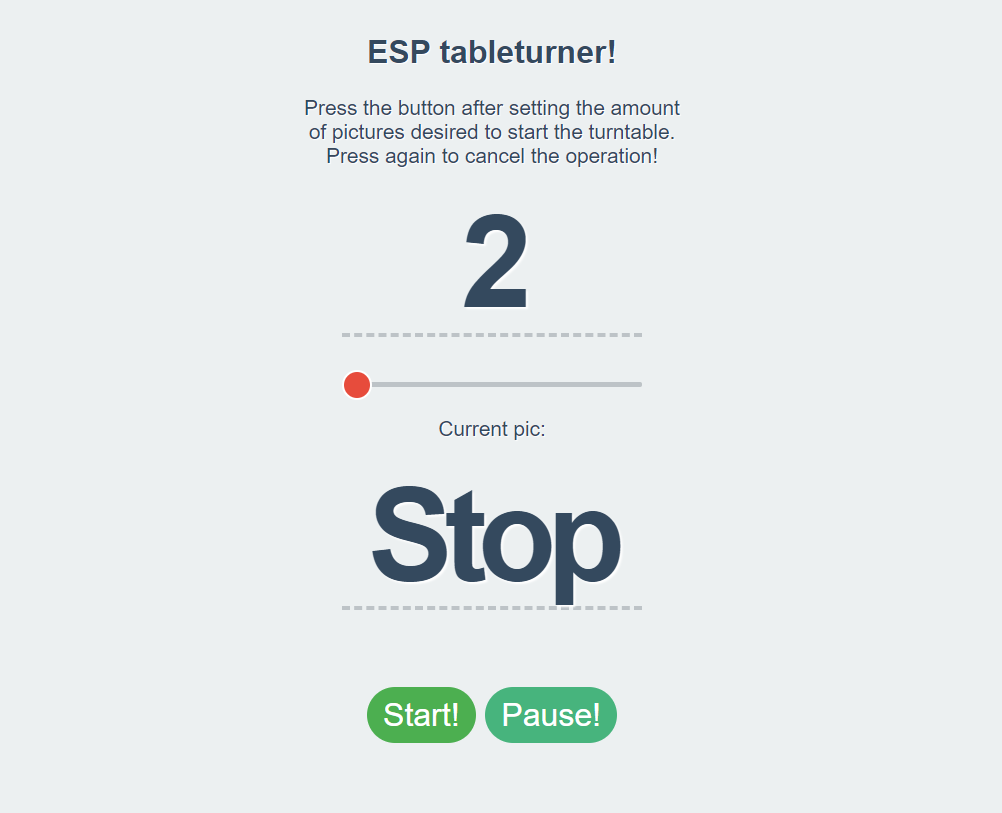 ESP tableturner!
Press the button after setting the amount
of pictures desired to start the turntable.
Press again to cancel the operation!
2
Current pic:
Stop
Start! Pause!